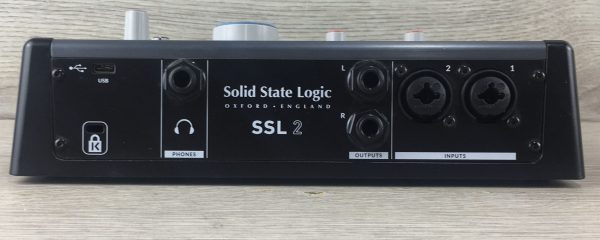 USB
K
PHONES
Solid State Logic
OXFORD • ENGLAND
SSL 2
L
R
OUTPUTS
2 1
INPUTS